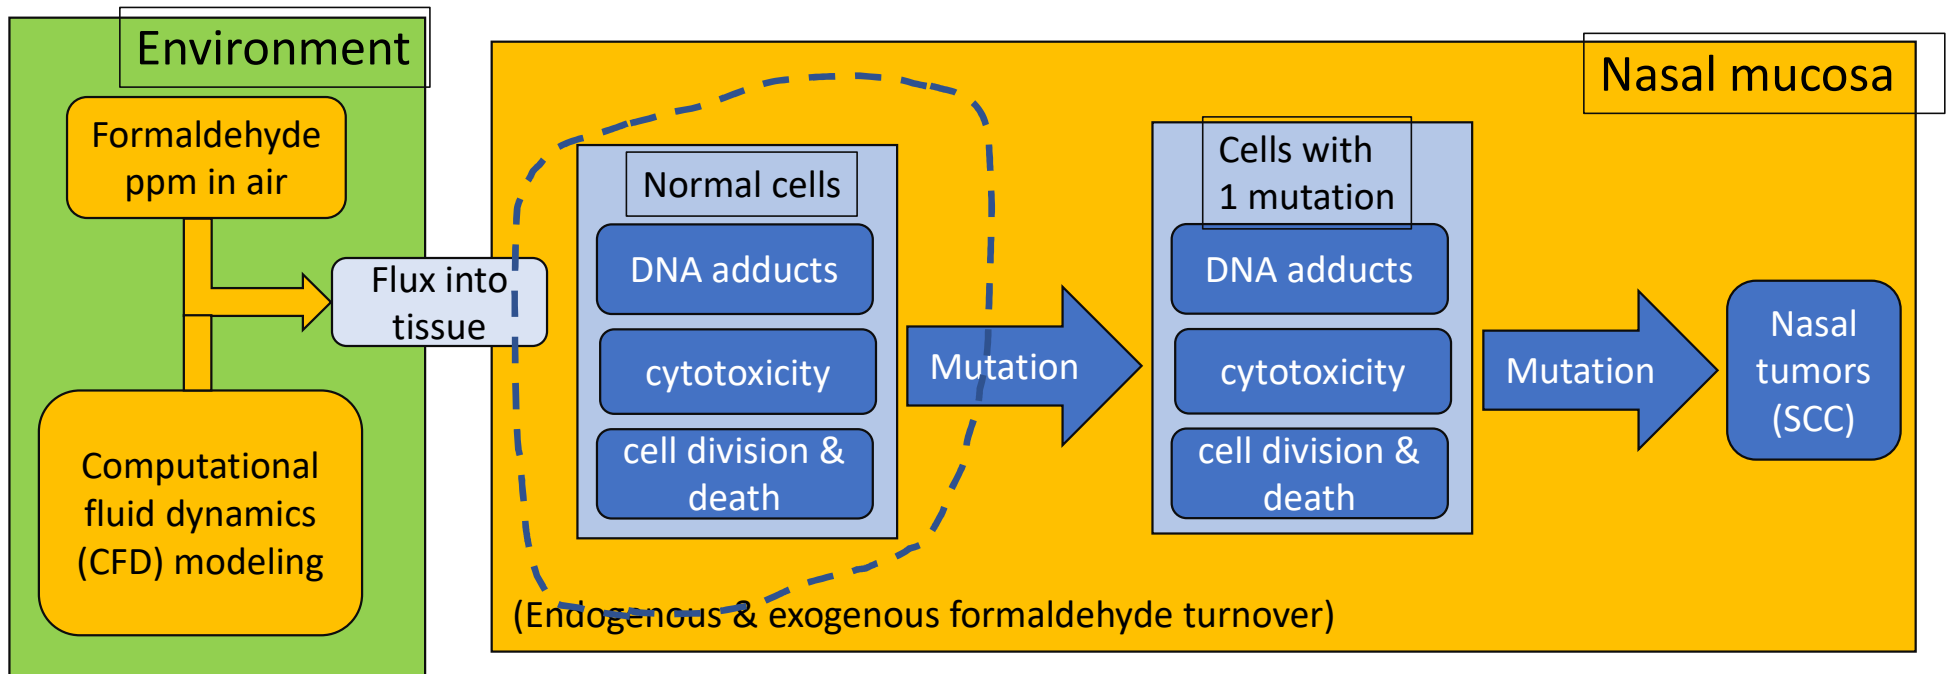 Environment
Formaldehyde
ppm in air
Computational
fluid dynamics
(CFD) modeling
Flux into
tissue
Nasal mucosa
Normal cells
DNA adducts
cytotoxicity
cell division &
death
Mutation
Cells with
1 mutation
DNA adducts
cytotoxicity
cell division &
death
Mutation
Nasal
tumors
(SCC)
(Endogenous & exogenous formaldehyde turnover)